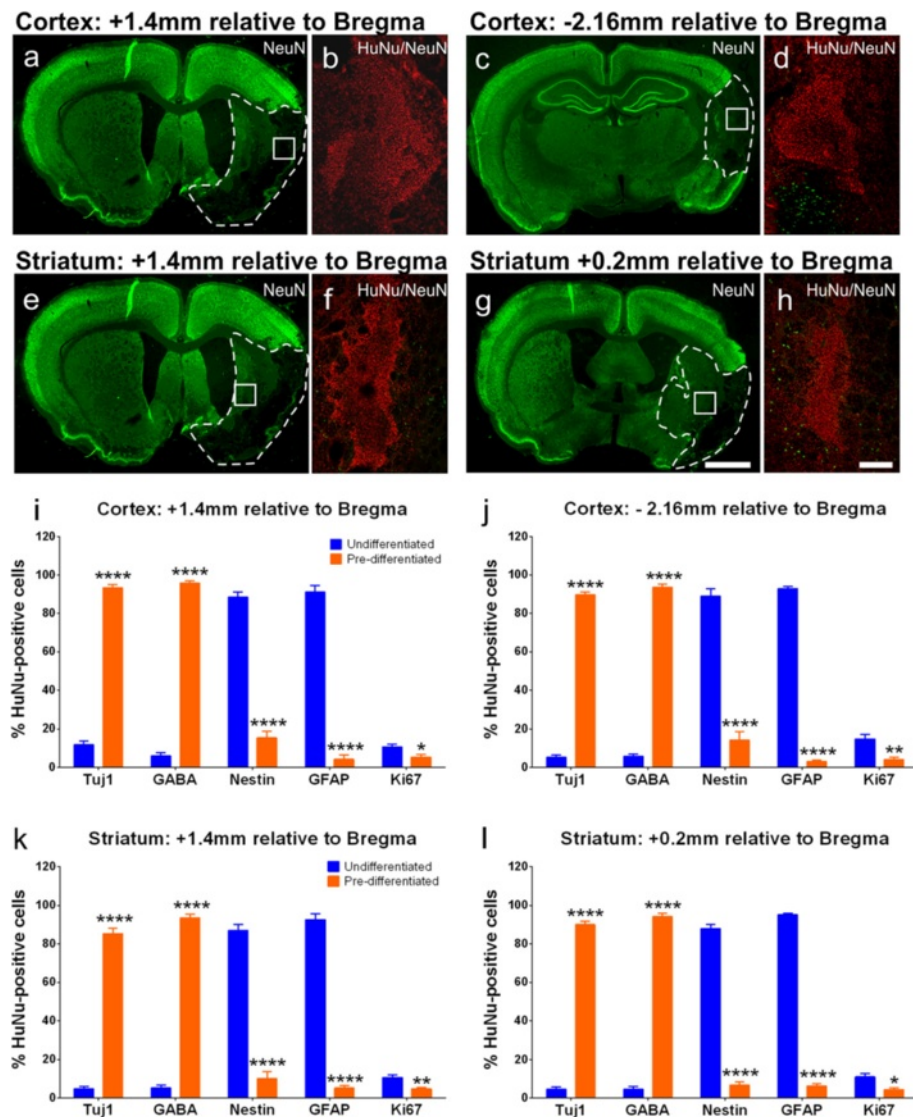 Cortex: +1.4mm relative to Bregma
Cortex: -2.16mm relative to Bregma
a
NeuN
b
HuNu/NeuN
c
NeuN
d
HuNu/NeuN
Striatum: +1.4mm relative to Bregma
Striatum +0.2mm relative to Bregma
e
NeuN
f
HuNu/NeuN
g
NeuN
h
HuNu/NeuN
i
Cortex: +1.4mm relative to Bregma
Undifferentiated
Pre-differentiated
% HuNu-positive cells
120
100
80
60
40
20
0
****
****
****
****
*
Tuj1 GABA Nestin GFAP Ki67
j
Cortex: - 2.16mm relative to Bregma
% HuNu-positive cells
120
100
80
60
40
20
0
****
****
****
****
**
Tuj1 GABA Nestin GFAP Ki67
k
Striatum: +1.4mm relative to Bregma
Undifferentiated
Pre-differentiated
% HuNu-positive cells
120
100
80
60
40
20
0
****
****
****
****
**
Tuj1 GABA Nestin GFAP Ki67
l
Striatum: +0.2mm relative to Bregma
% HuNu-positive cells
120
100
80
60
40
20
0
****
****
****
****
*
Tuj1 GABA Nestin GFAP Ki67